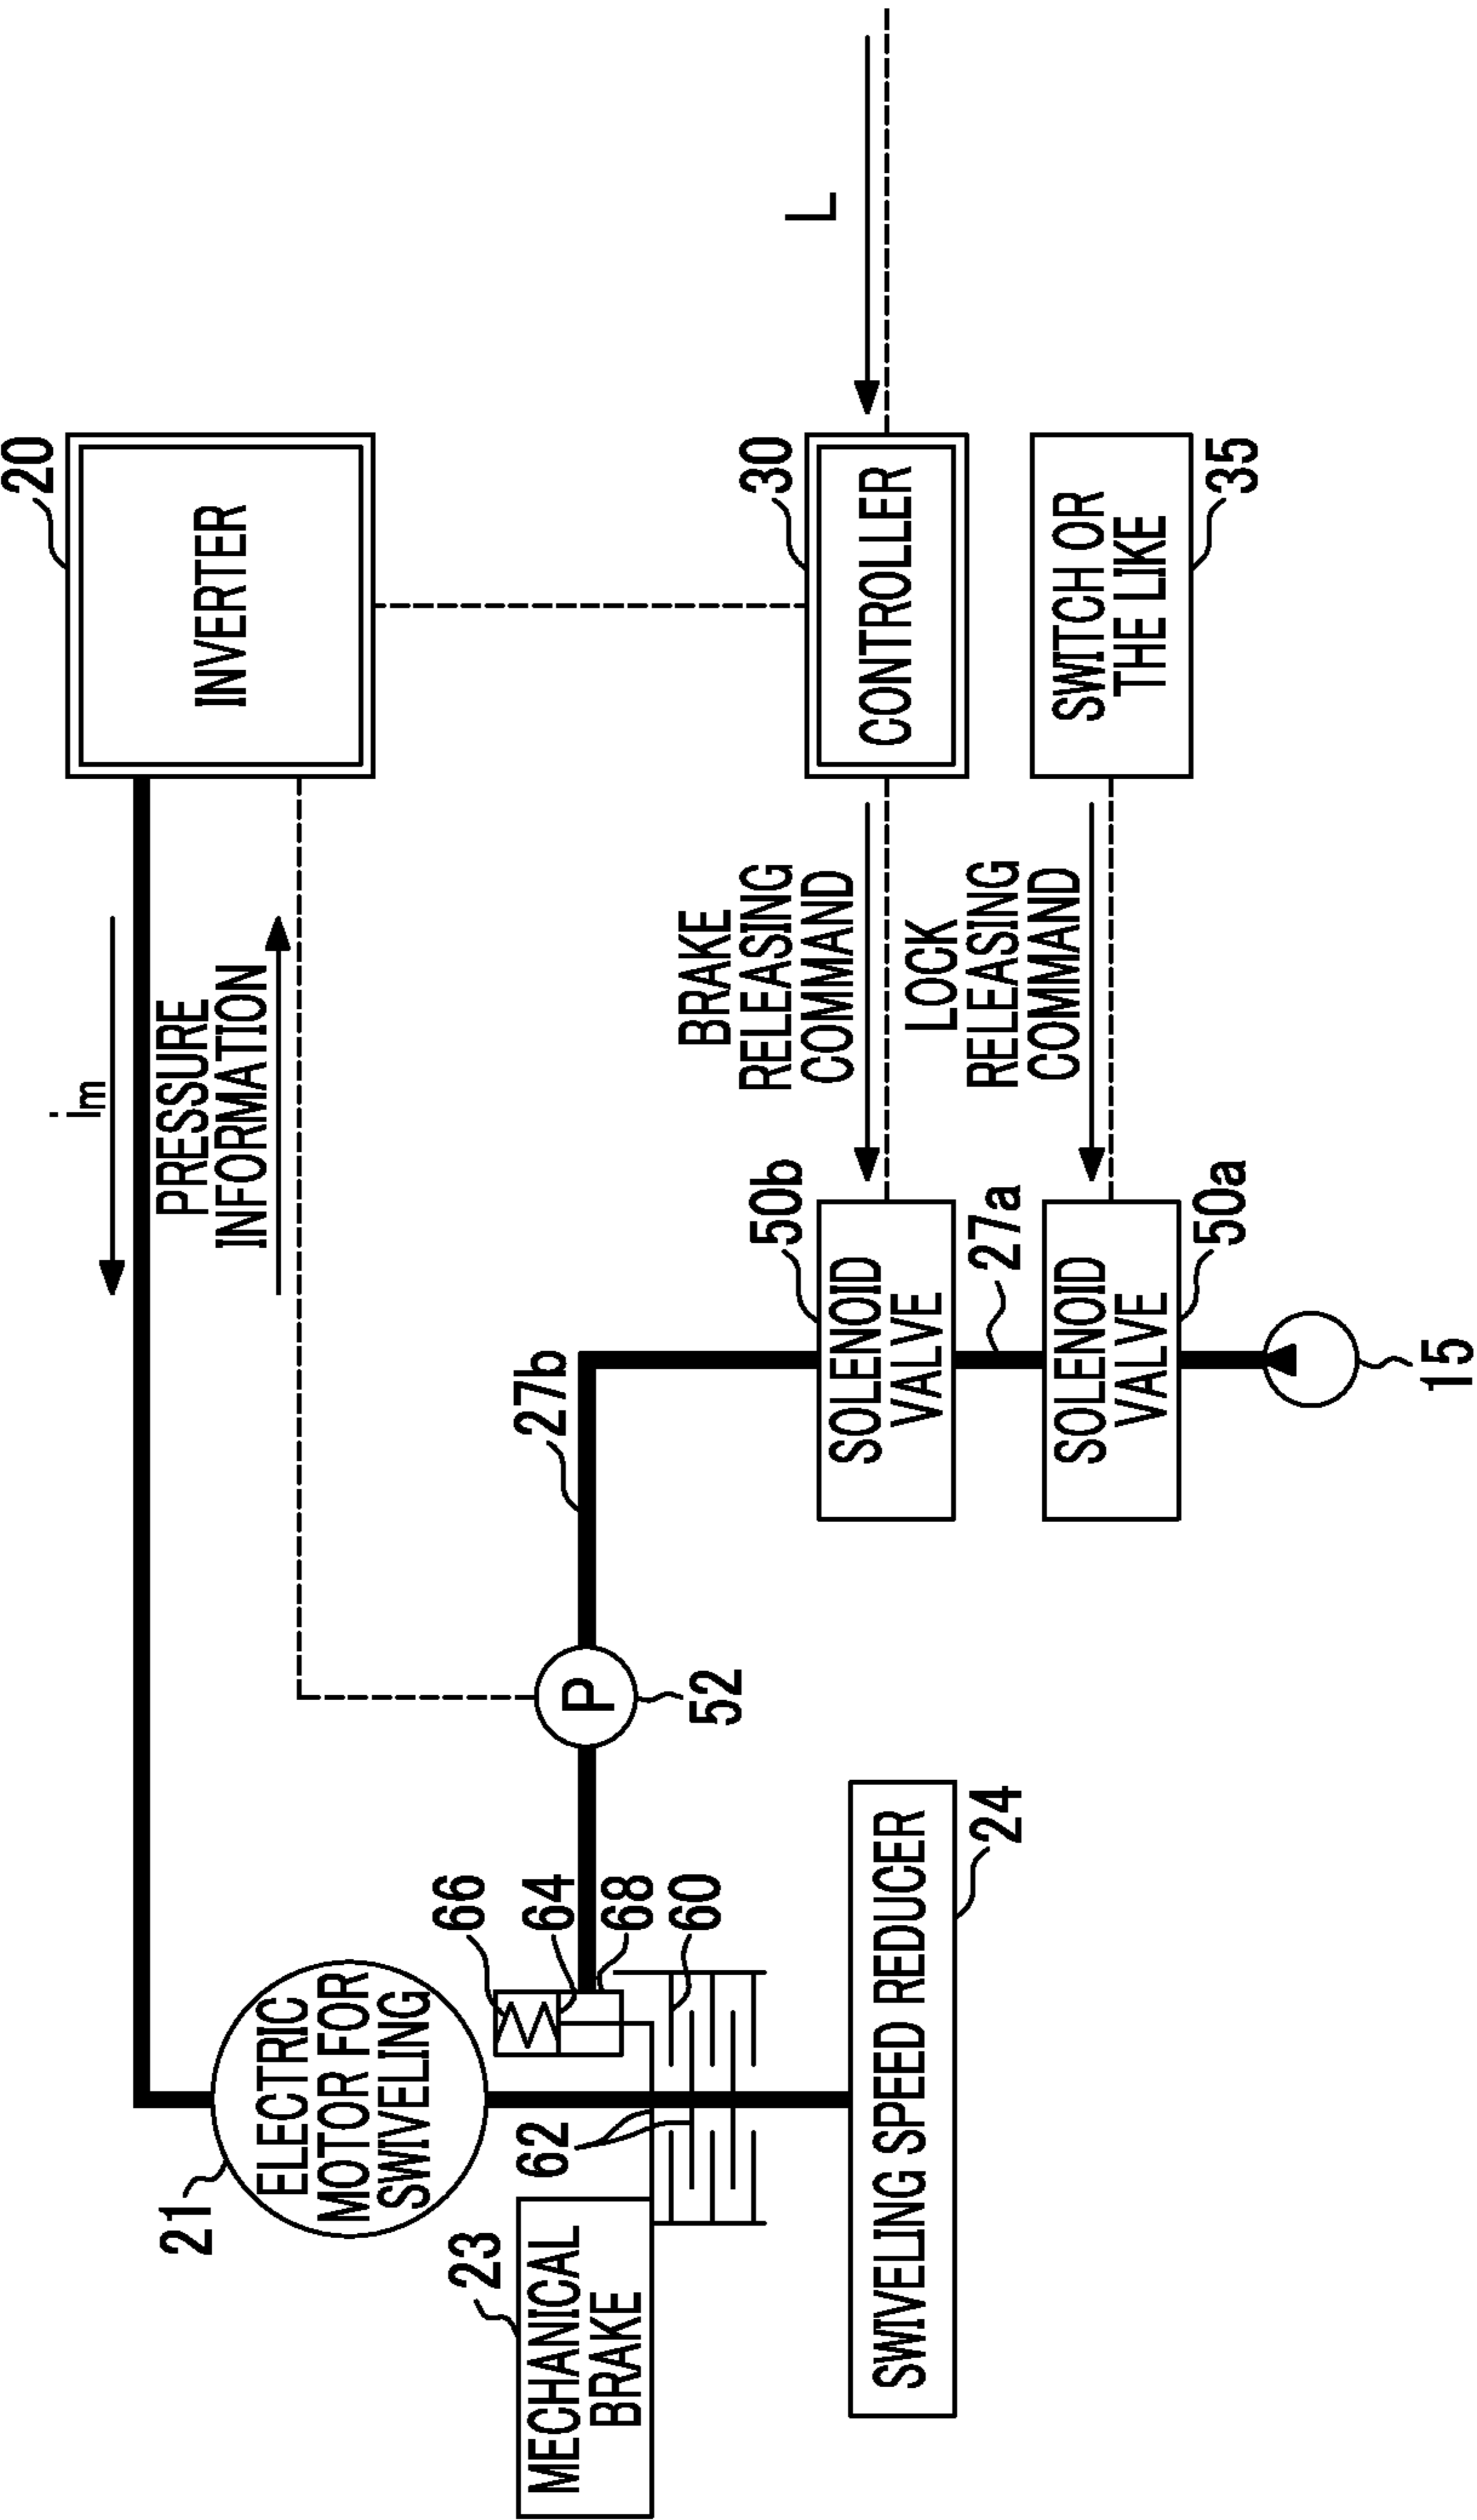 20
INVERTER
im
PRESSURE
INFORMATION
L
30
CONTROLLER
SWITCH OR
THE LIKE
35
BRAKE
RELEASING
COMMAND
LOCK
RELEASING
COMMAND
50b
SOLENOID
VALVE
27a
SOLENOID
VALVE
50a
15
27b
P
52
21
ELECTRIC
MOTOR FOR
SWIVELING
66
64
68
60
62
23
MECHANICAL
BRAKE
SWIVELING SPEED REDUCER
24